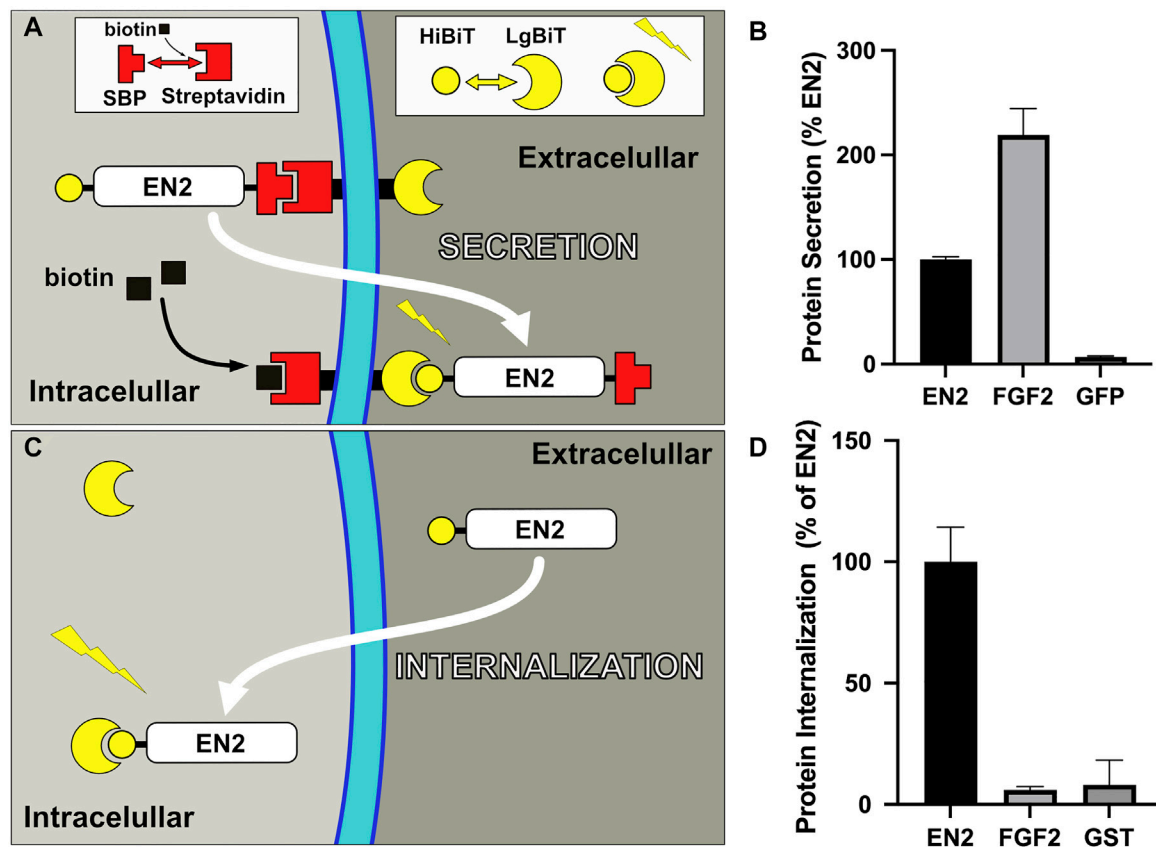 A
biotin
SBP
Streptavidin
HiBiT
LgBiT
Extracelullar
EN2
SECRETION
biotin
Intracelullar
EN2
B
Protein Secretion (% EN2)
300
200
100
0
EN2 FGF2 GFP
C
Extracelullar
EN2
INTERNALIZATION
EN2
Intracelullar
D
Protein Internalization (% of EN2)
150
100
50
0
EN2 FGF2 GST